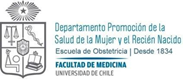 Departamento Promoción de la
Salud de la Mujer y el Recién Nacido
Escuela de Obstetricia | Desde 1834
FACULTAD DE MEDICINA
UNIVERSIDAD DE CHILE